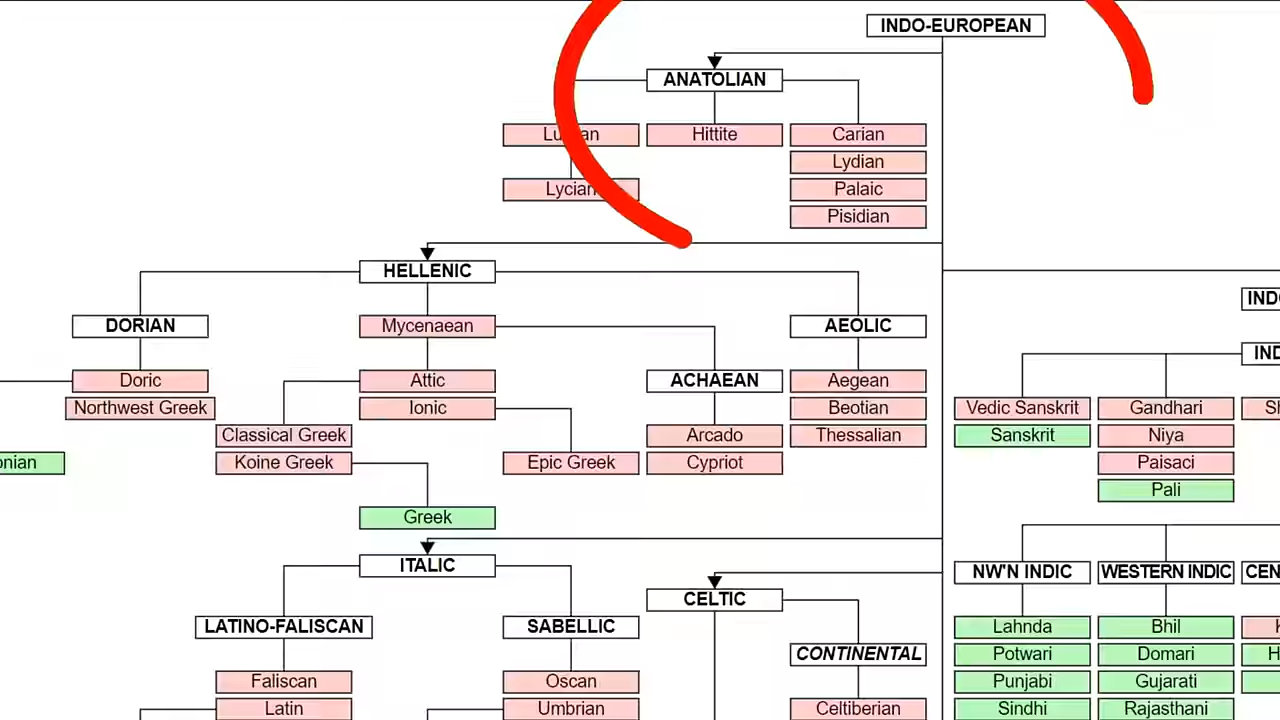 INDO-EUROPEAN
ANATOLIAN
Hittite
Carian
Lydian
Lycian
Palaic
Pisidian
HELLENIC
DORIAN
Mycenaean
AEOLIC
Doric
Attic
ACHAEAN
Aegean
Northwest Greek
Ionic
Beotian
Vedic Sanskrit
Gandhari
Classical Greek
Arcado
Thessalian
Sanskrit
Niya
Koine Greek
Epic Greek
Cypriot
Paisaci
Pali
Greek
ITALIC
CELTIC
NW'N INDIC
WESTERN INDIC
LATINO-FALISCAN
SABELLIC
Lahnda
Bhil
CONTINENTAL
Potwari
Domari
Faliscan
Oscan
Punjabi
Gujarati
Latin
Umbrian
Celtiberian
Sindhi
Rajasthani